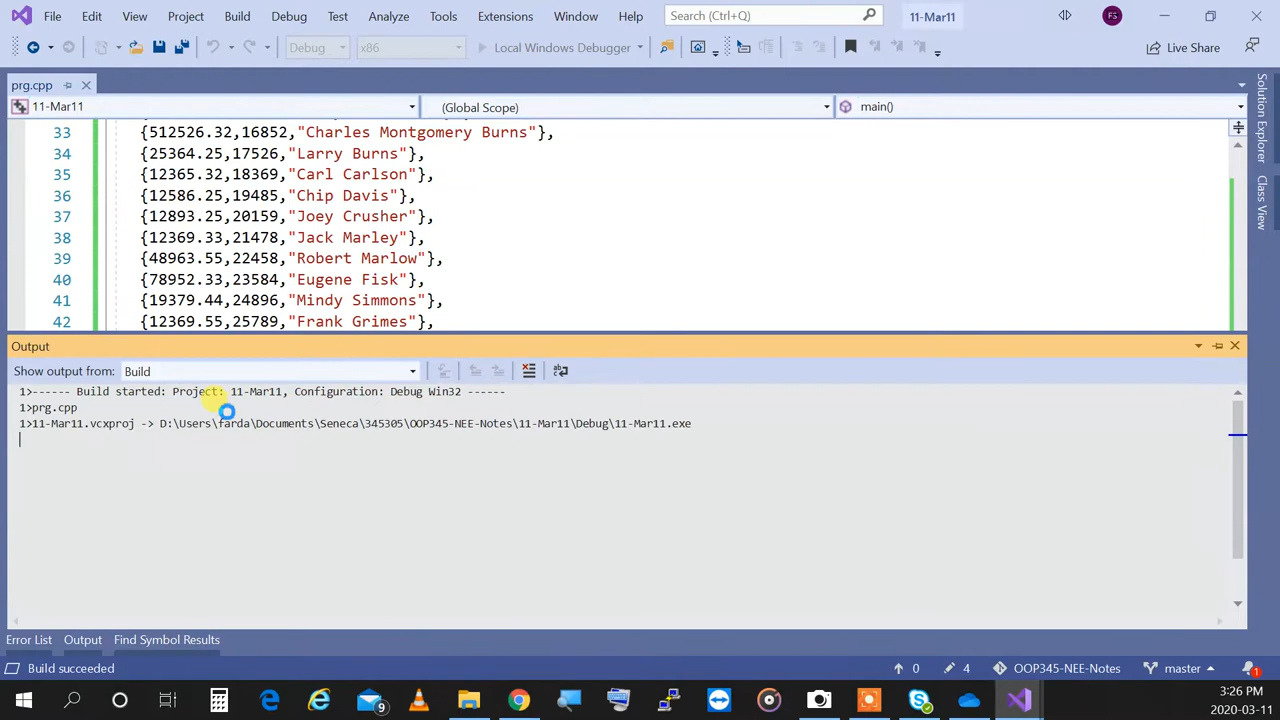 File Edit View Project Build Debug Test Analyze Tools Extensions Window Help Search (Ctrl+Q) 11-Mar11 FS
Debug x86 Local Windows Debugger Live Share
prg.cpp
11-Mar11 (Global Scope) main()
33 {512526.32,16852,"Charles Montgomery Burns"},
34 {25364.25,17526,"Larry Burns"},
35 {12365.32,18369,"Carl Carlson"},
36 {12586.25,19485,"Chip Davis"},
37 {12893.25,20159,"Joey Crusher"},
38 {12369.33,21478,"Jack Marley"},
39 {48963.55,22458,"Robert Marlow"},
40 {78952.33,23584,"Eugene Fisk"},
41 {19379.44,24896,"Mindy Simmons"},
42 {12369.55,25789,"Frank Grimes"},
Solution Explorer
Class View
Output
Show output from: Build
1>------ Build started: Project: 11-Mar11, Configuration: Debug Win32 ------
1>prg.cpp
1>11-Mar11.vcxproj -> D:\Users\farda\Documents\Seneca\345305\OOP345-NEE-Notes\11-Mar11\Debug\11-Mar11.exe
Error List Output Find Symbol Results
Build succeeded 0 4 OOP345-NEE-Notes master 1
9
3:26 PM
2020-03-11